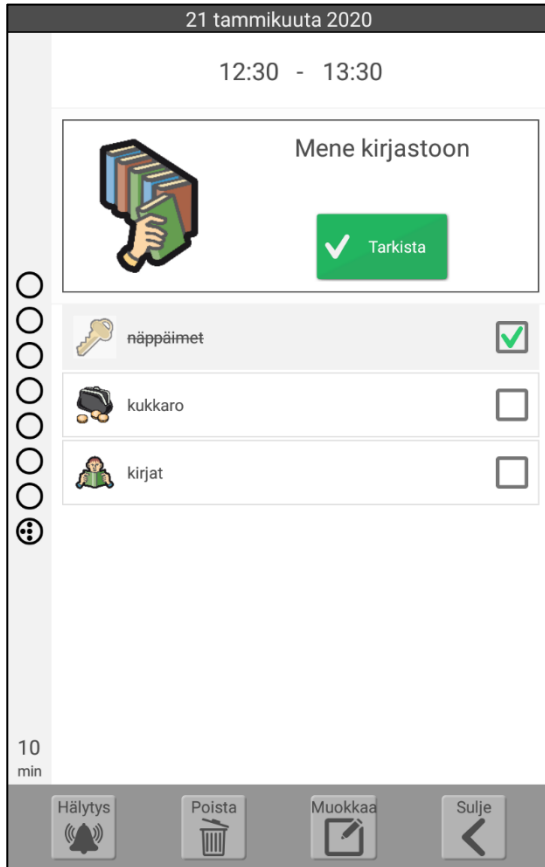 21 tammikuuta 2020
12:30 - 13:30
Mene kirjastoon
Tarkista
näppäimet
kukkaro
kirjat
10
min
Hälytys
Poista
Muokkaa
Sulje